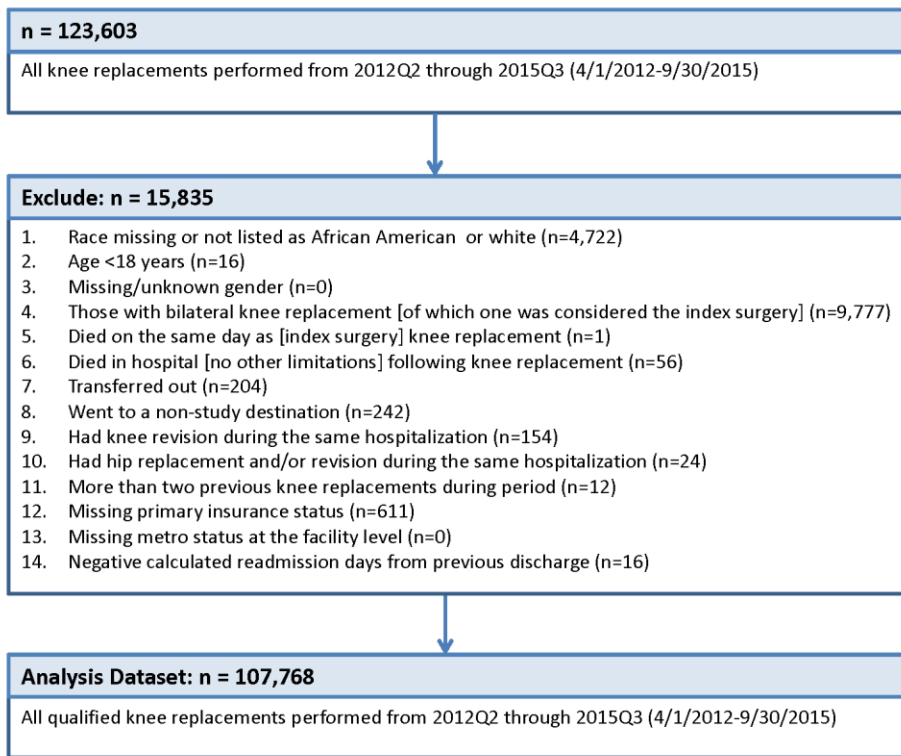 n = 123,603
All knee replacements performed from 2012Q2 through 2015Q3 (4/1/2012-9/30/2015)
Exclude: n = 15,835
1. Race missing or not listed as African American or white (n=4,722)
2. Age <18 years (n=16)
3. Missing/unknown gender (n=0)
4. Those with bilateral knee replacement [of which one was considered the index surgery] (n=9,777)
5. Died on the same day as [index surgery] knee replacement (n=1)
6. Died in hospital [no other limitations] following knee replacement (n=56)
7. Transferred out (n=204)
8. Went to a non-study destination (n=242)
9. Had knee revision during the same hospitalization (n=154)
10. Had hip replacement and/or revision during the same hospitalization (n=24)
11. More than two previous knee replacements during period (n=12)
12. Missing primary insurance status (n=611)
13. Missing metro status at the facility level (n=0)
14. Negative calculated readmission days from previous discharge (n=16)
Analysis Dataset: n = 107,768
All qualified knee replacements performed from 2012Q2 through 2015Q3 (4/1/2012-9/30/2015)